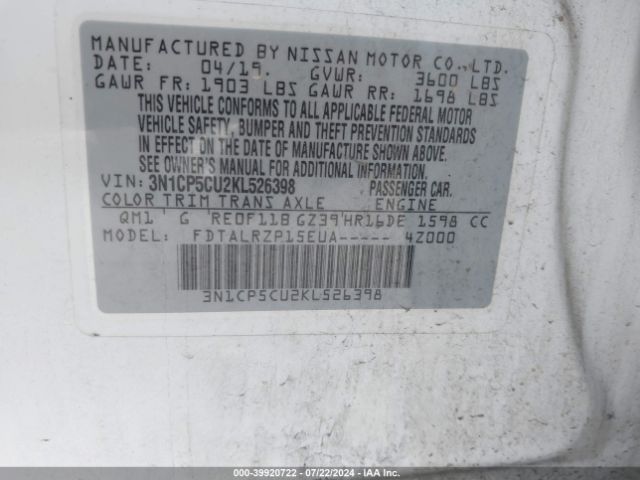 MANUFACTURED BY NISSAN MOTOR CO., LTD.
DATE: 04/19. GVWR: 3600 LBS
GAWR FR: 1903 LBS GAWR RR: 1698 LBS
THIS VEHICLE CONFORMS TO ALL APPLICABLE FEDERAL MOTOR
VEHICLE SAFETY, BUMPER AND THEFT PREVENTION STANDARDS
IN EFFECT ON THE DATE OF MANUFACTURE SHOWN ABOVE.
SEE OWNER'S MANUAL FOR ADDITIONAL INFORMATION
VIN: 3N1CP5CU2KL526398 PASSENGER CAR.
COLOR TRIM TRANS AXLE ENGINE
QM1 G RE0F11B GZ39 HR16DE 1598 CC
MODEL FDTALRZP15EUA----- 4Z000
3N1CP5CU2KL526398
000-39920722 / 07/22/2024 / IAAI.COM